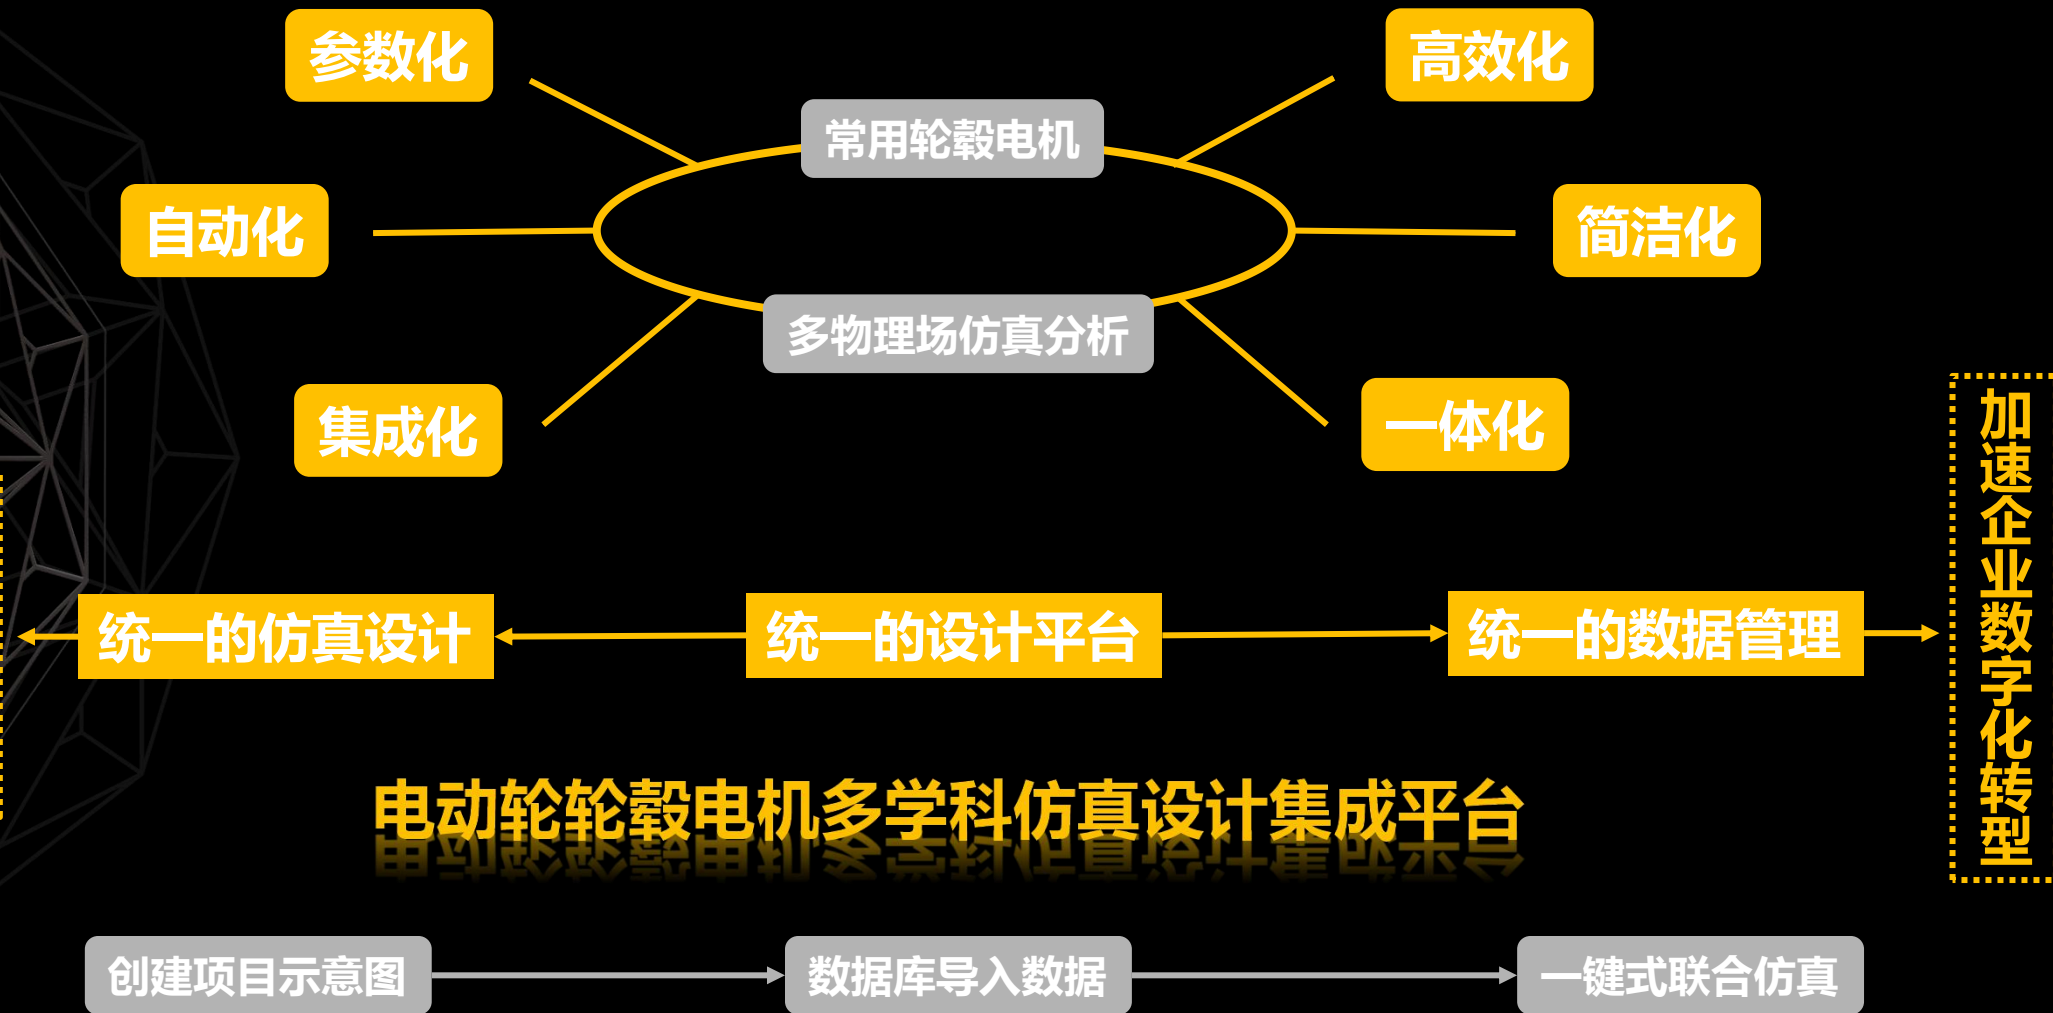 参数化
高效化
常用轮毂电机
自动化
简洁化
多物理场仿真分析
集成化
一体化
统一的仿真设计
统一的设计平台
统一的数据管理
加速企业数字化转型
电动轮轮毂电机多学科仿真设计集成平台
创建项目示意图
数据库导入数据
一键式联合仿真